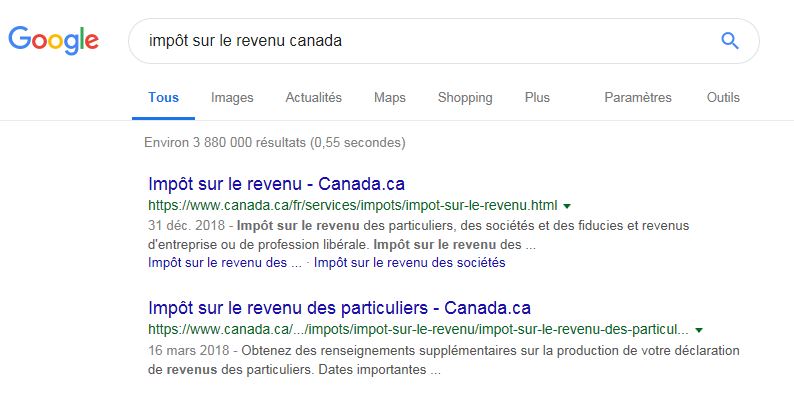 Google
impôt sur le revenu canada
Tous Images Actualités Maps Shopping Plus Paramètres Outils
Environ 3 880 000 résultats (0,55 secondes)
Impôt sur le revenu - Canada.ca
https://www.canada.ca/fr/services/impots/impot-sur-le-revenu.html
31 déc. 2018 - Impôt sur le revenu des particuliers, des sociétés et des fiducies et revenus
d'entreprise ou de profession libérale. Impôt sur le revenu des ...
Impôt sur le revenu des ... · Impôt sur le revenu des sociétés
Impôt sur le revenu des particuliers - Canada.ca
https://www.canada.ca/.../impots/impot-sur-le-revenu/impot-sur-le-revenu-des-particul...
16 mars 2018 - Obtenez des renseignements supplémentaires sur la production de votre déclaration
de revenus des particuliers. Dates importantes ...